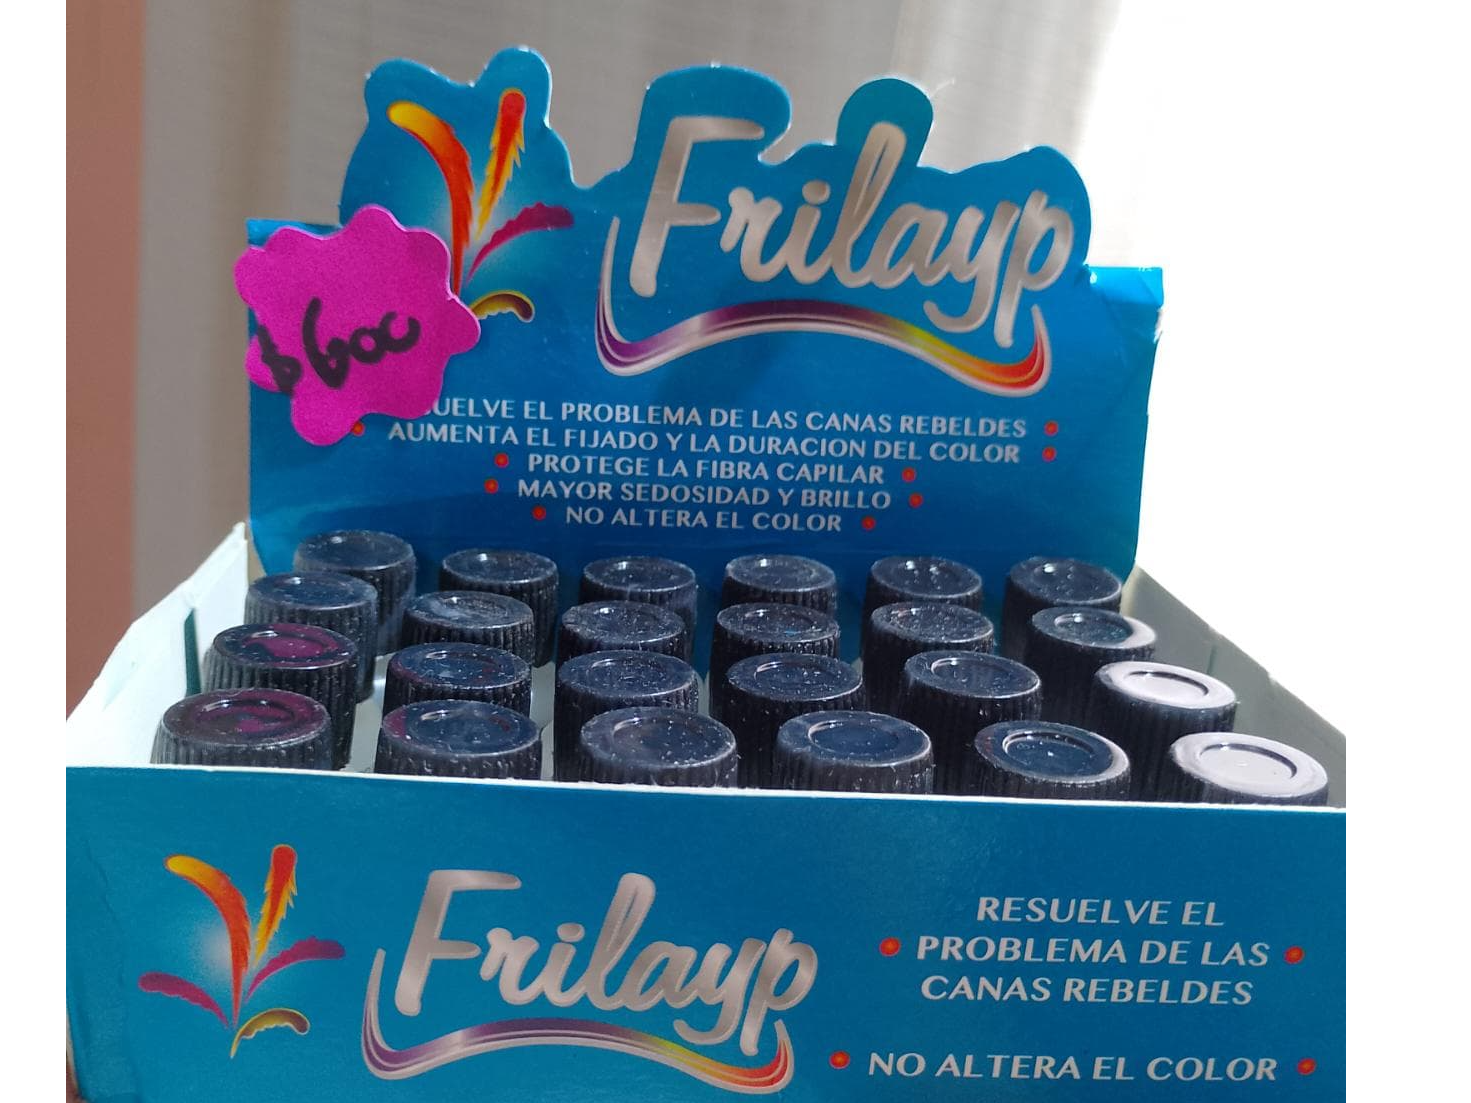 Frilayp
$600
SUELVE EL PROBLEMA DE LAS CANAS REBELDES
AUMENTA EL FIJADO Y LA DURACION DEL COLOR
PROTEGE LA FIBRA CAPILAR
MAYOR SEDOSIDAD Y BRILLO
NO ALTERA EL COLOR
Frilayp
RESUELVE EL
PROBLEMA DE LAS
CANAS REBELDES
NO ALTERA EL COLOR